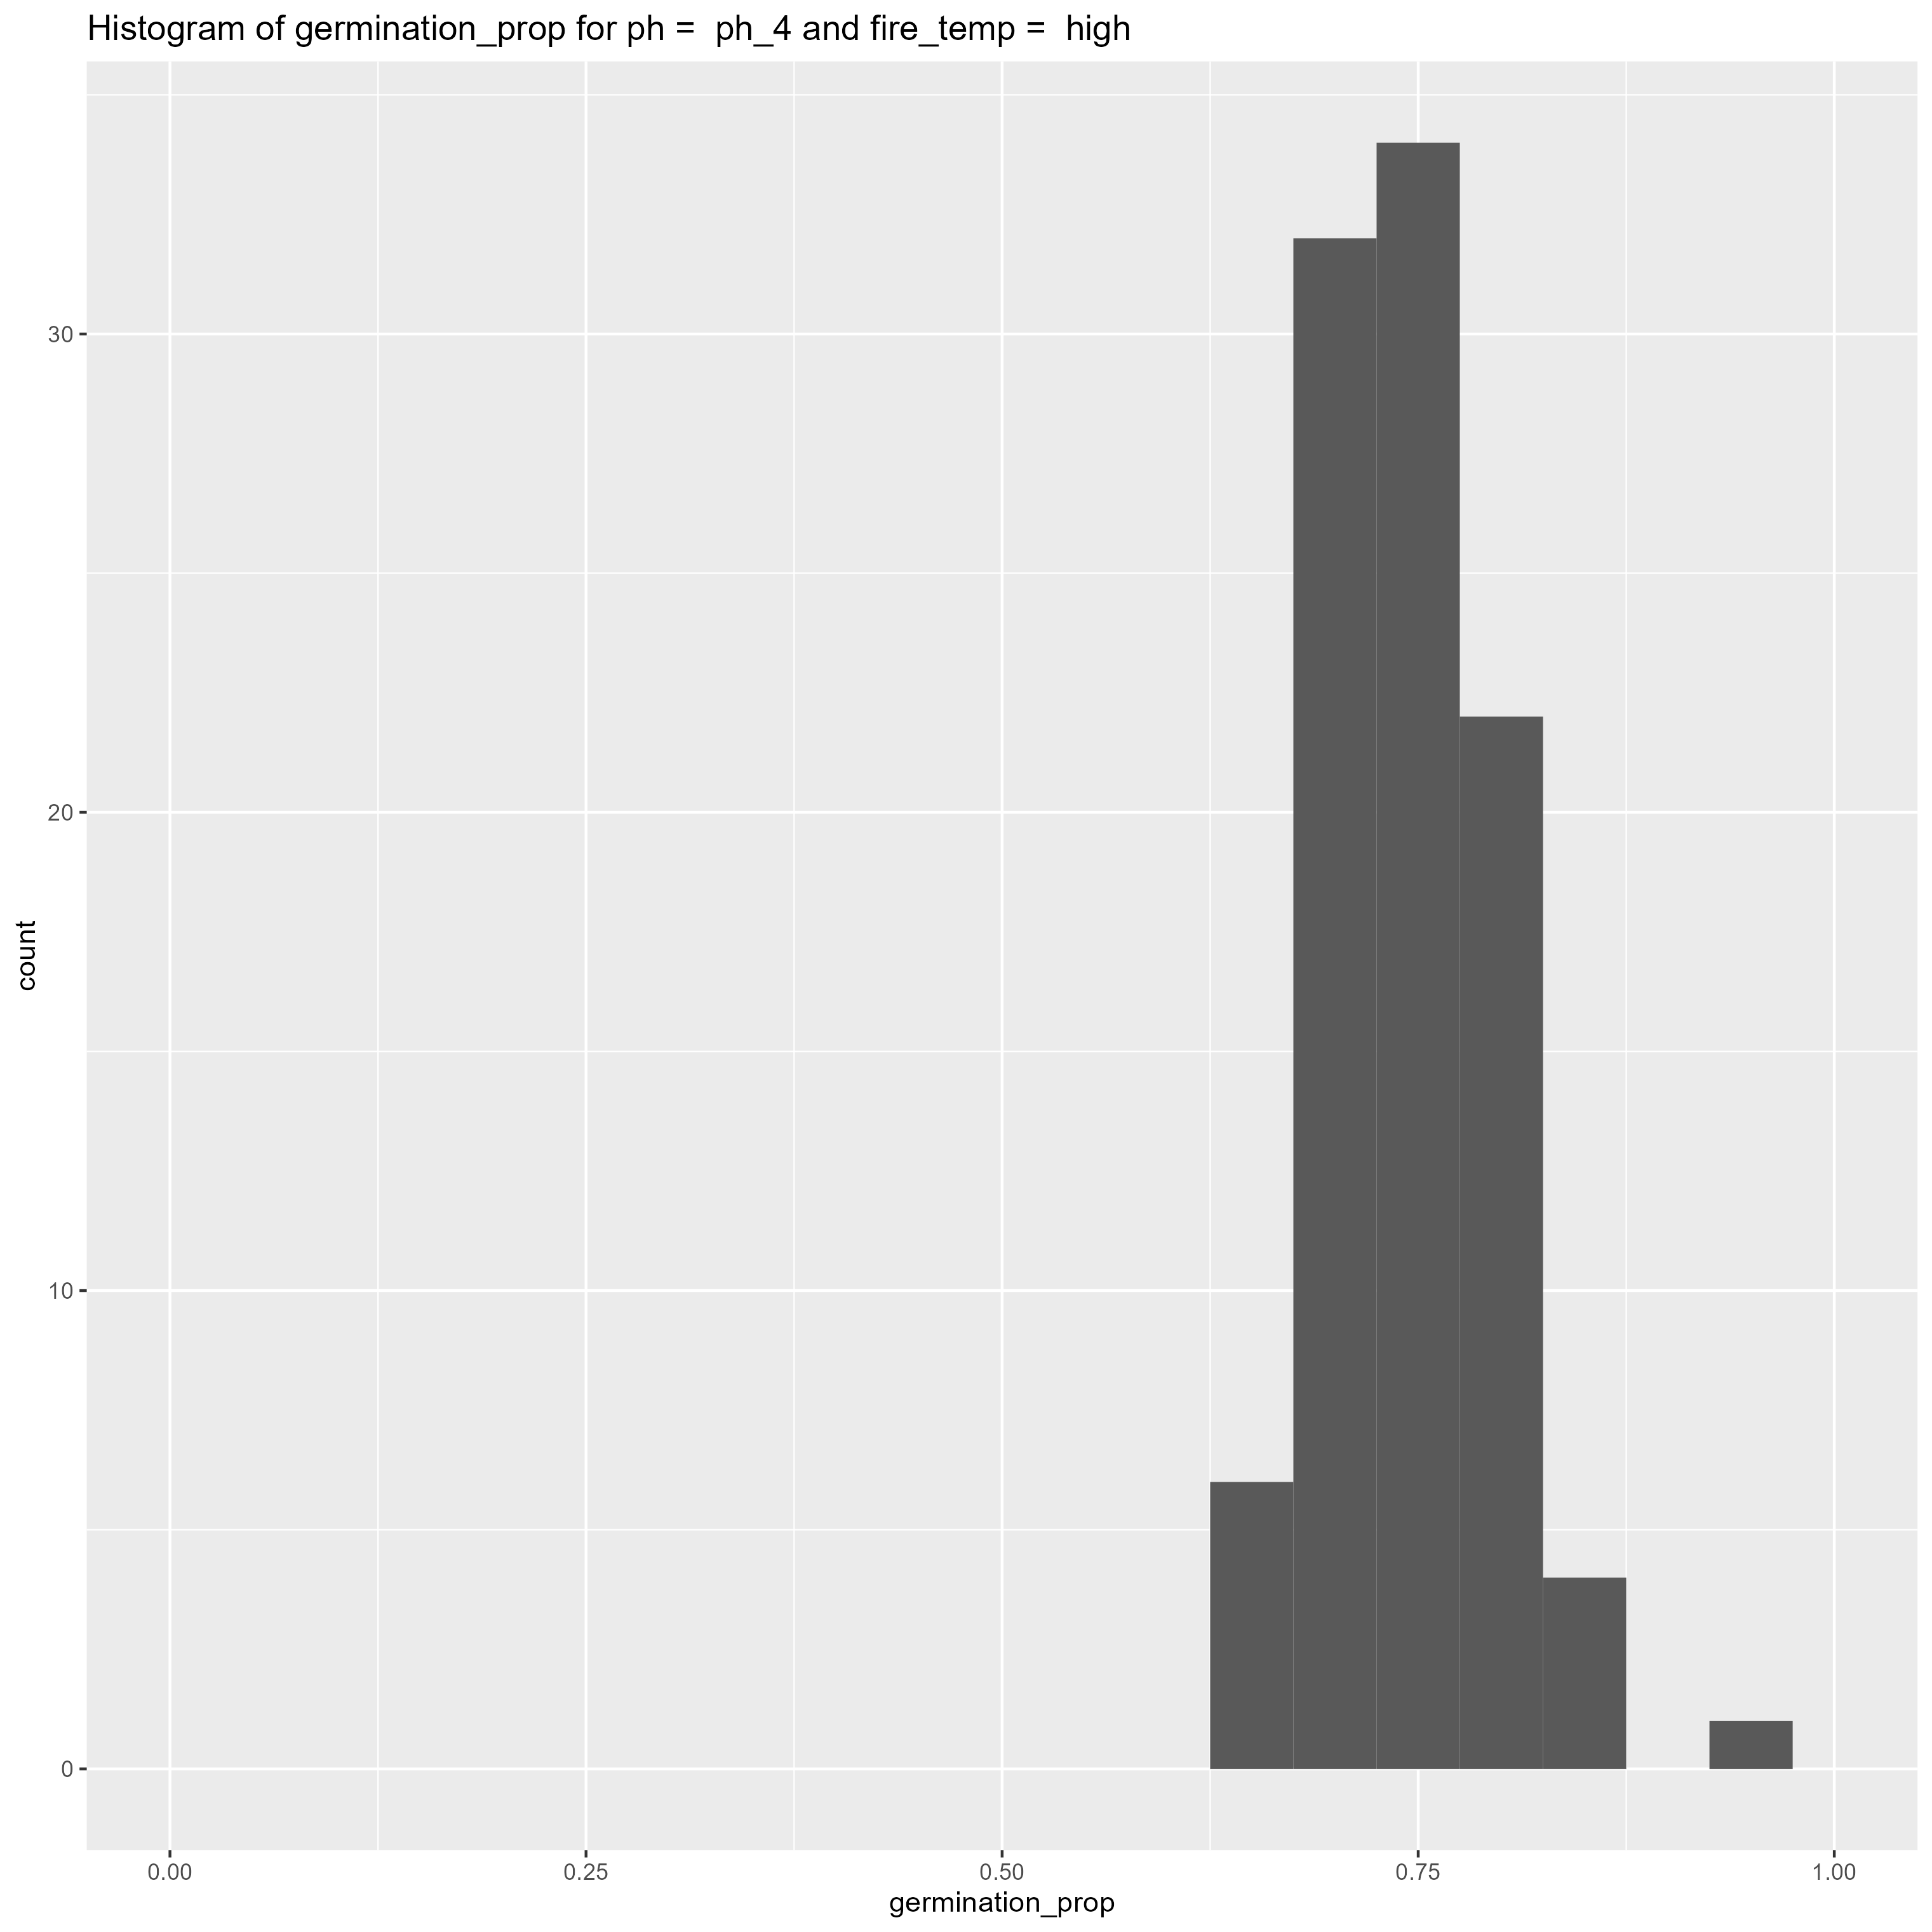 Histogram of germination_prop for ph =  ph_4 and fire_temp =  high
30
20
10
0
count
0.00 0.25 0.50 0.75 1.00
germination_prop